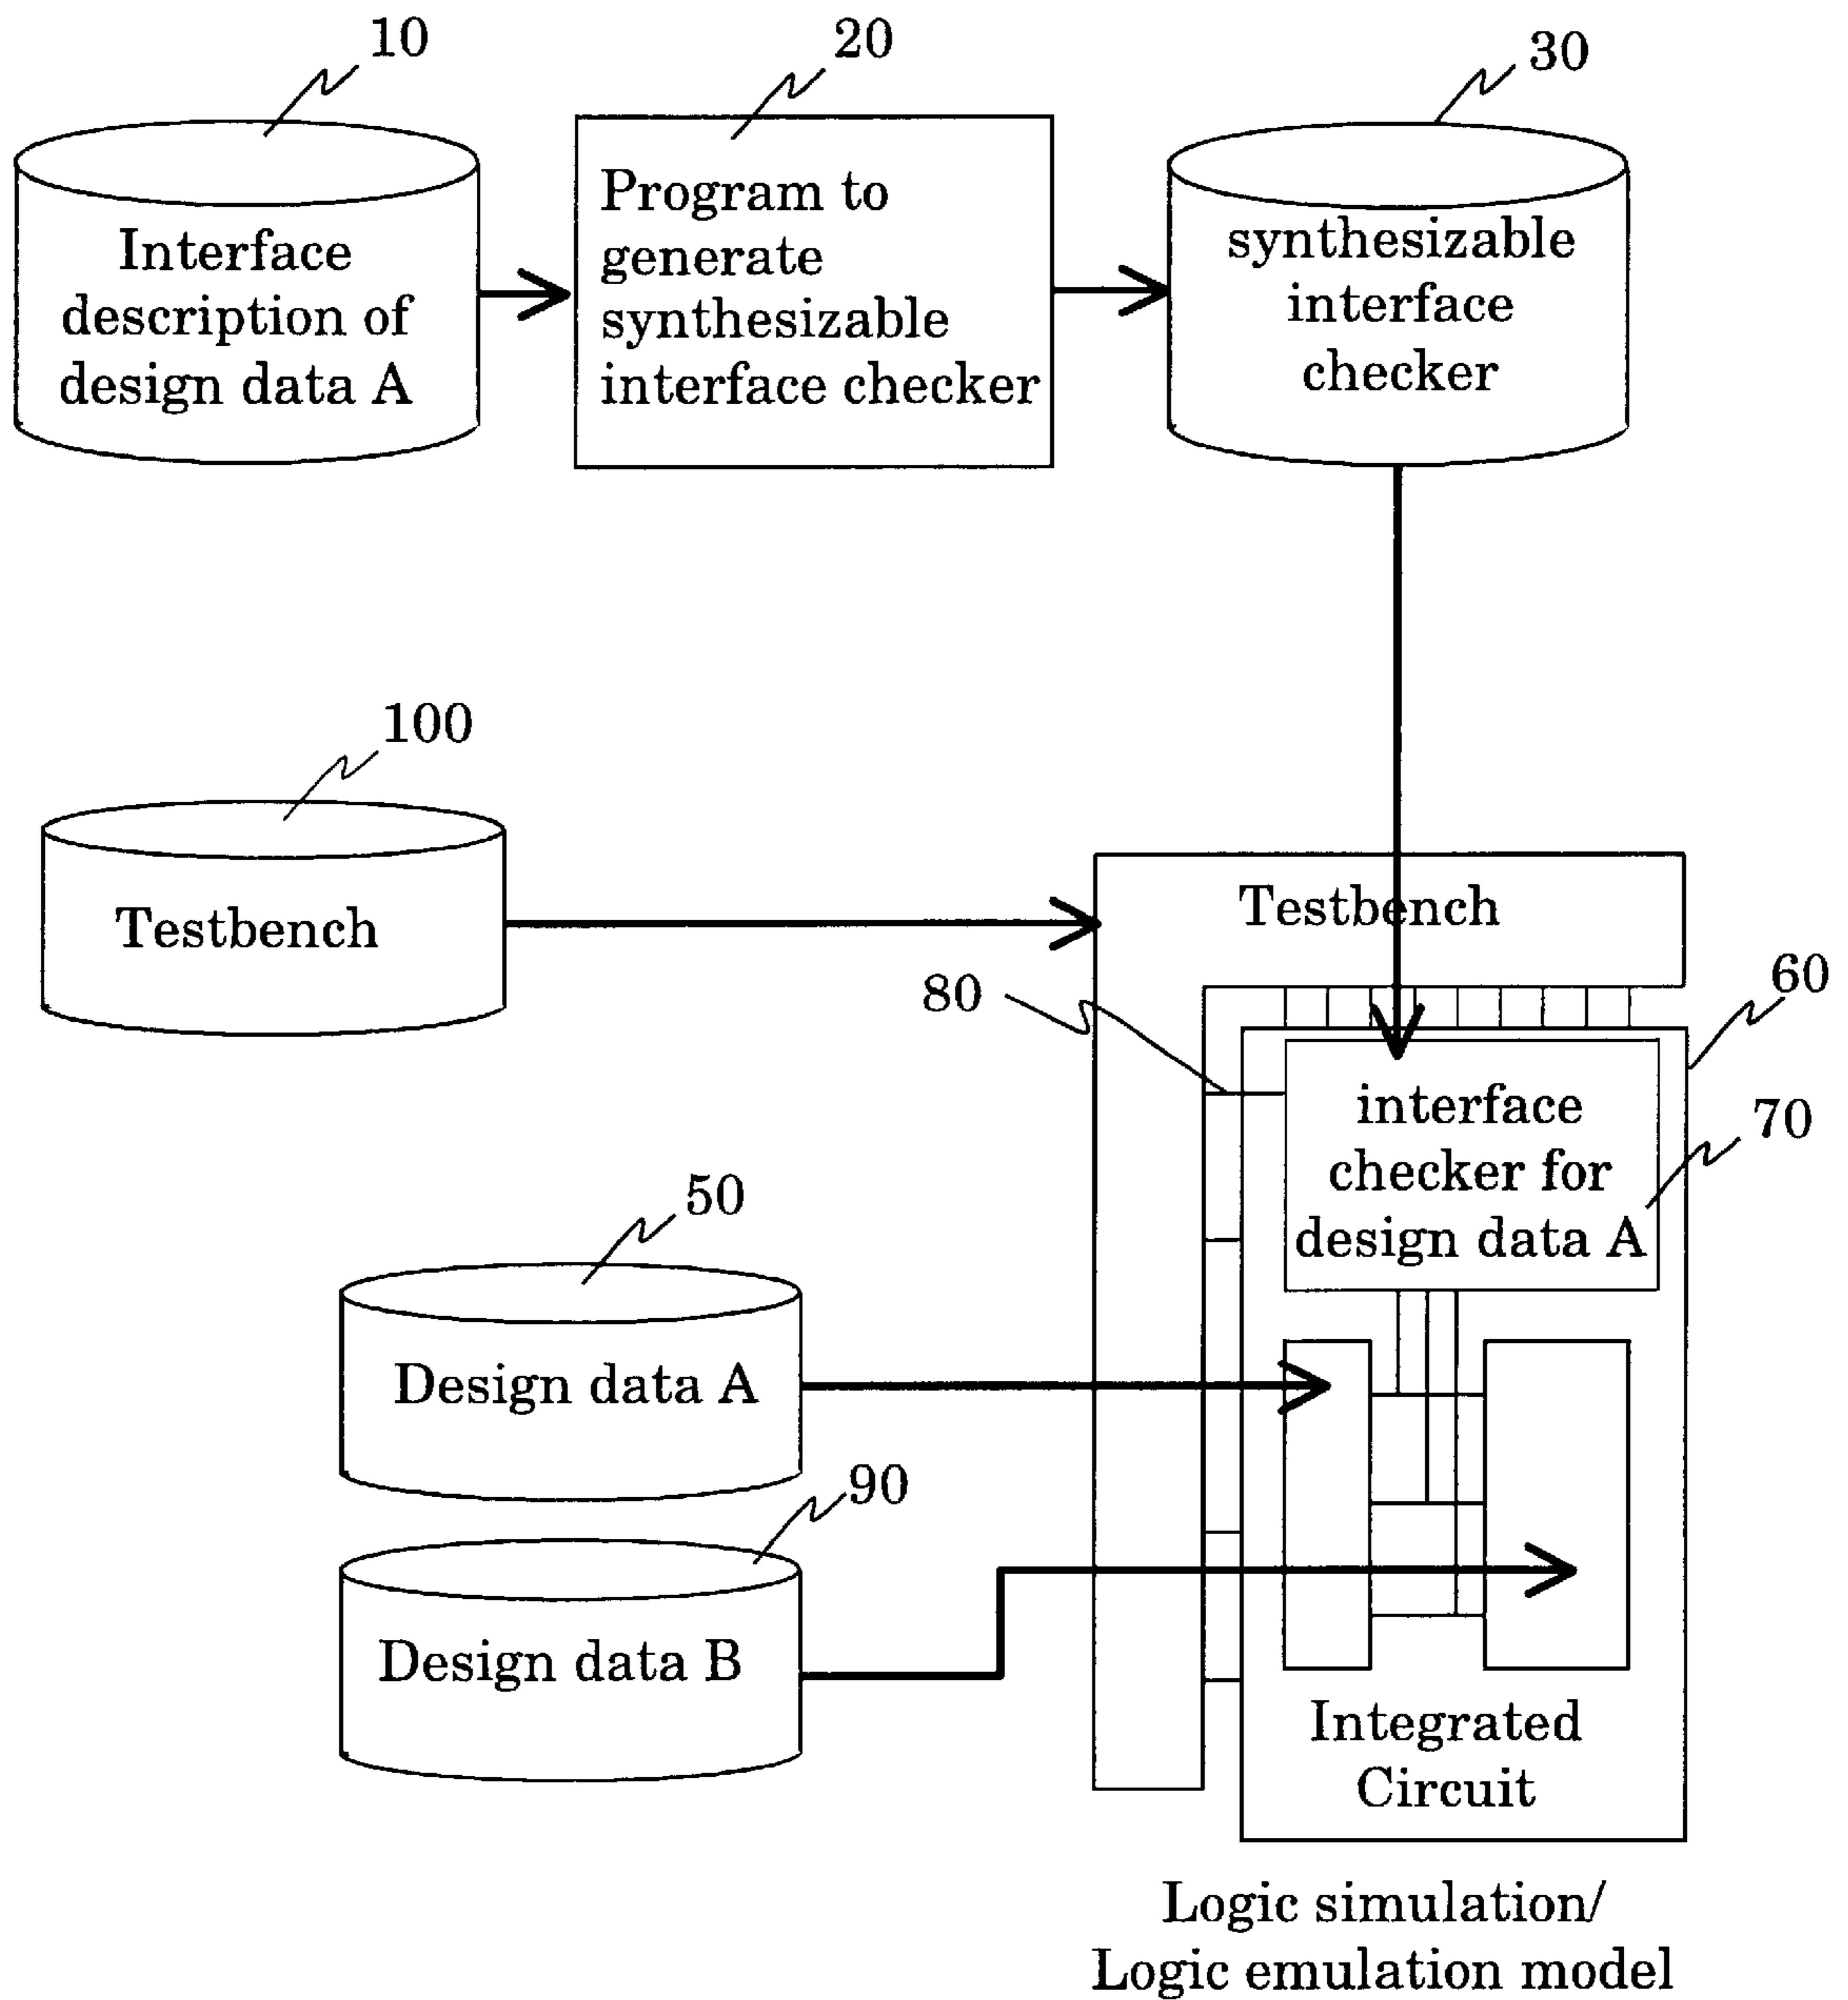 10
20
30
Interface
description of
design data A
Program to
generate
synthesizable
interface checker
synthesizable
interface
checker
100
Testbench
Testbench
80
60
interface
checker for
design data A
70
50
Design data A
90
Design data B
Integrated
Circuit
Logic simulation/
Logic emulation model